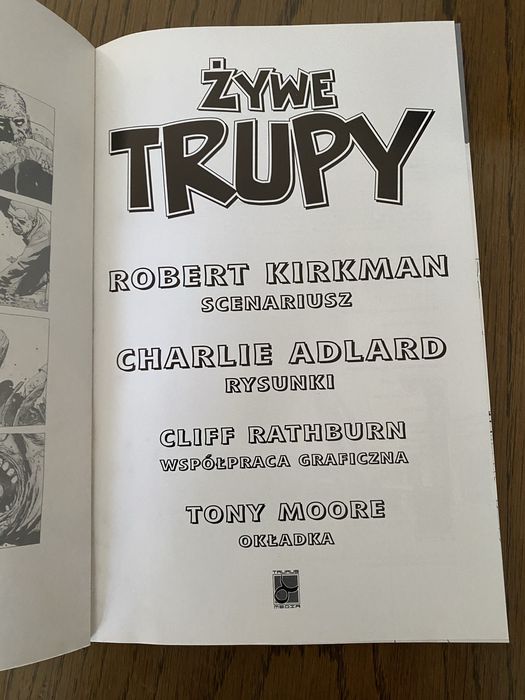 ŻYWE
TRUPY
ROBERT KIRKMAN
SCENARIUSZ
CHARLIE ADLARD
RYSUNKI
CLIFF RATHBURN
WSPÓŁPRACA GRAFICZNA
TONY MOORE
OKŁADKA
TAURUS
MEDIA